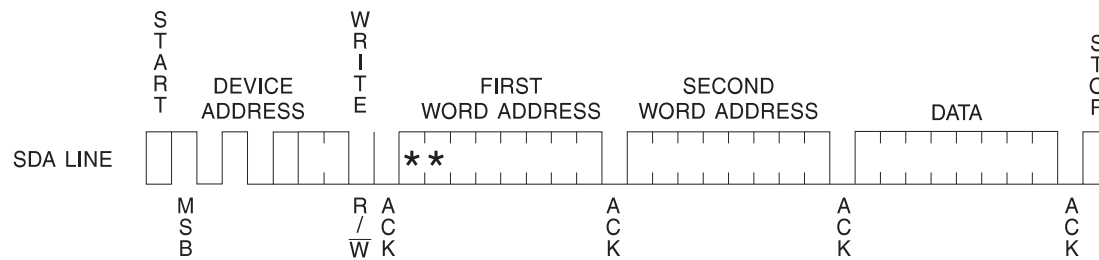 START
WRITE
STOP
DEVICE
ADDRESS
FIRST
WORD ADDRESS
SECOND
WORD ADDRESS
DATA
SDA LINE
* *
MSB
R/W
ACK
ACK
ACK
ACK